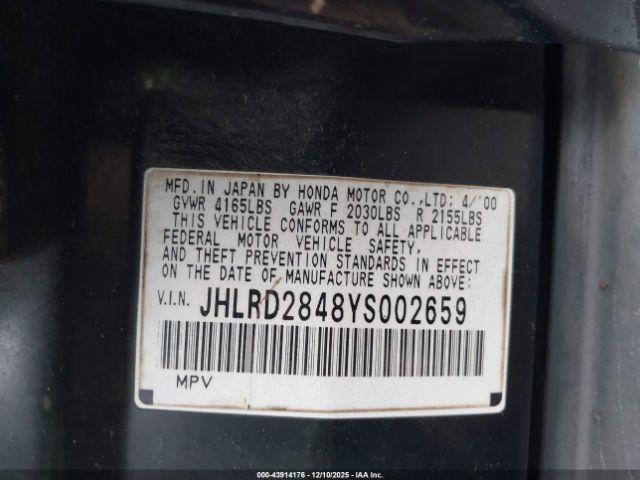 MFD. IN JAPAN BY HONDA MOTOR CO.,LTD: 4/'00
GVWR 4165LBS GAWR F 2030LBS R 2155LBS
THIS VEHICLE CONFORMS TO ALL APPLICABLE
FEDERAL MOTOR VEHICLE SAFETY,
AND THEFT PREVENTION STANDARDS IN EFFECT
ON THE DATE OF MANUFACTURE SHOWN ABOVE:
V.I.N. JHLRD2848YS002659
MPV
000-43914176 - 12/10/2025 - IAA Inc.